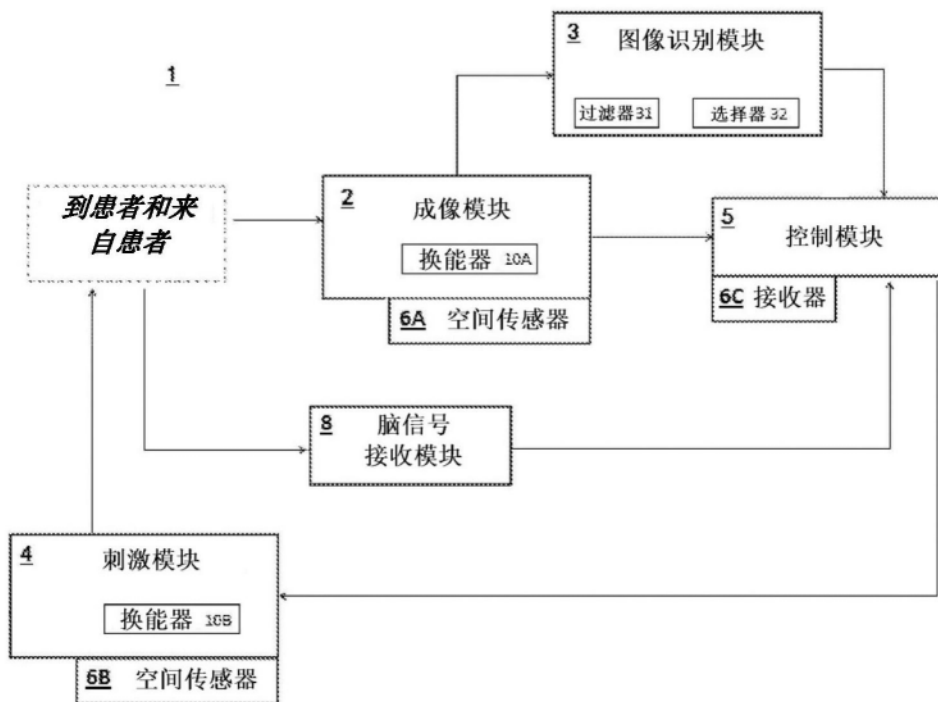 3 图像识别模块
过滤器31 选择器32
1
到患者和来
自患者
2 成像模块
换能器 10A
6A 空间传感器
5 控制模块
6C 接收器
8 脑信号
接收模块
4 刺激模块
换能器 10B
6B 空间传感器